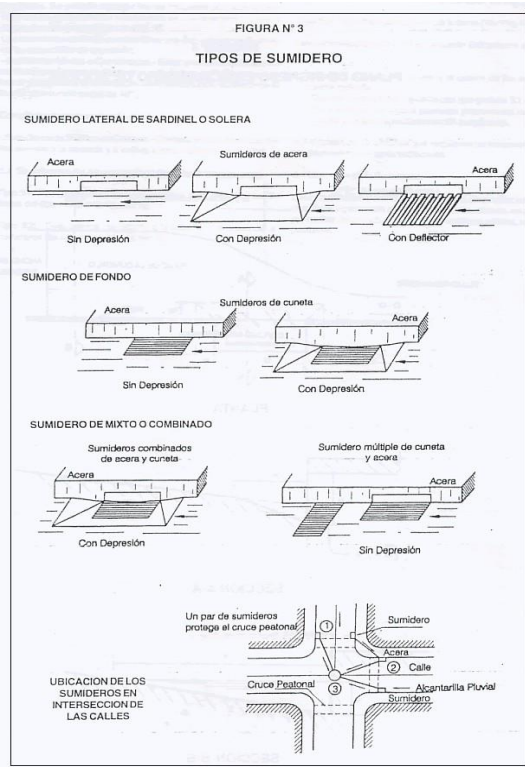 FIGURA N° 3
TIPOS DE SUMIDERO
SUMIDERO LATERAL DE SARDINEL O SOLERA
Acera
Sumideros de acera
Acera
Sin Depresión
Con Depresión
Con Deflector
SUMIDERO DE FONDO
Acera
Sumideros de cuneta
Acera
Sin Depresión
Con Depresión
SUMIDERO DE MIXTO O COMBINADO
Sumideros combinados
de acera y cuneta
Sumidero múltiple de cuneta
y acera
Acera
Acera
Con Depresión
Sin Depresión
Un par de sumideros
protege el cruce peatonal
1
Sumidero
Acera
2
Calle
UBICACION DE LOS
SUMIDEROS EN
INTERSECCION DE
LAS CALLES
Cruce Peatonal
3
Alcantarilla Pluvial
Sumidero